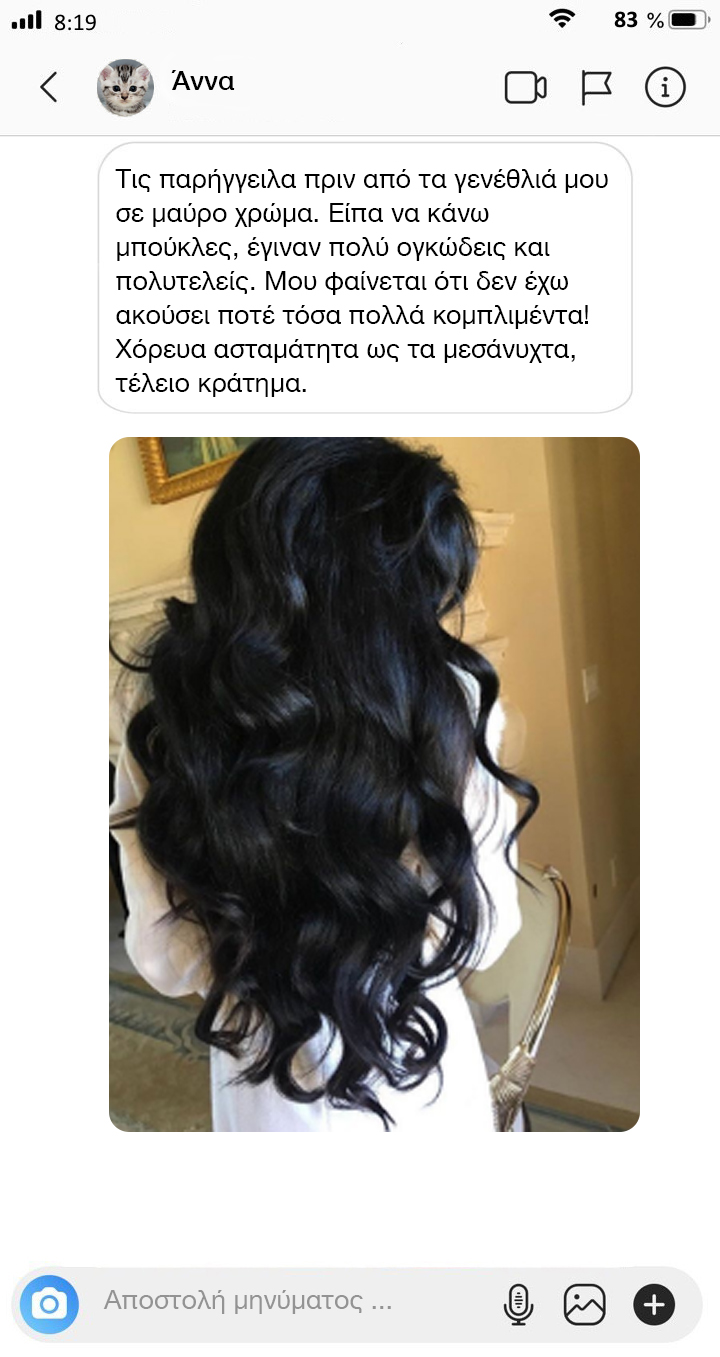 8:19
83 %
Άννα
Τις παρήγγειλα πριν από τα γενέθλιά μου
σε μαύρο χρώμα. Είπα να κάνω
μπούκλες, έγιναν πολύ ογκώδεις και
πολυτελείς. Μου φαίνεται ότι δεν έχω
ακούσει ποτέ τόσα πολλά κομπλιμέντα!
Χόρευα ασταμάτητα ως τα μεσάνυχτα,
τέλειο κράτημα.
Αποστολή μηνύματος ...